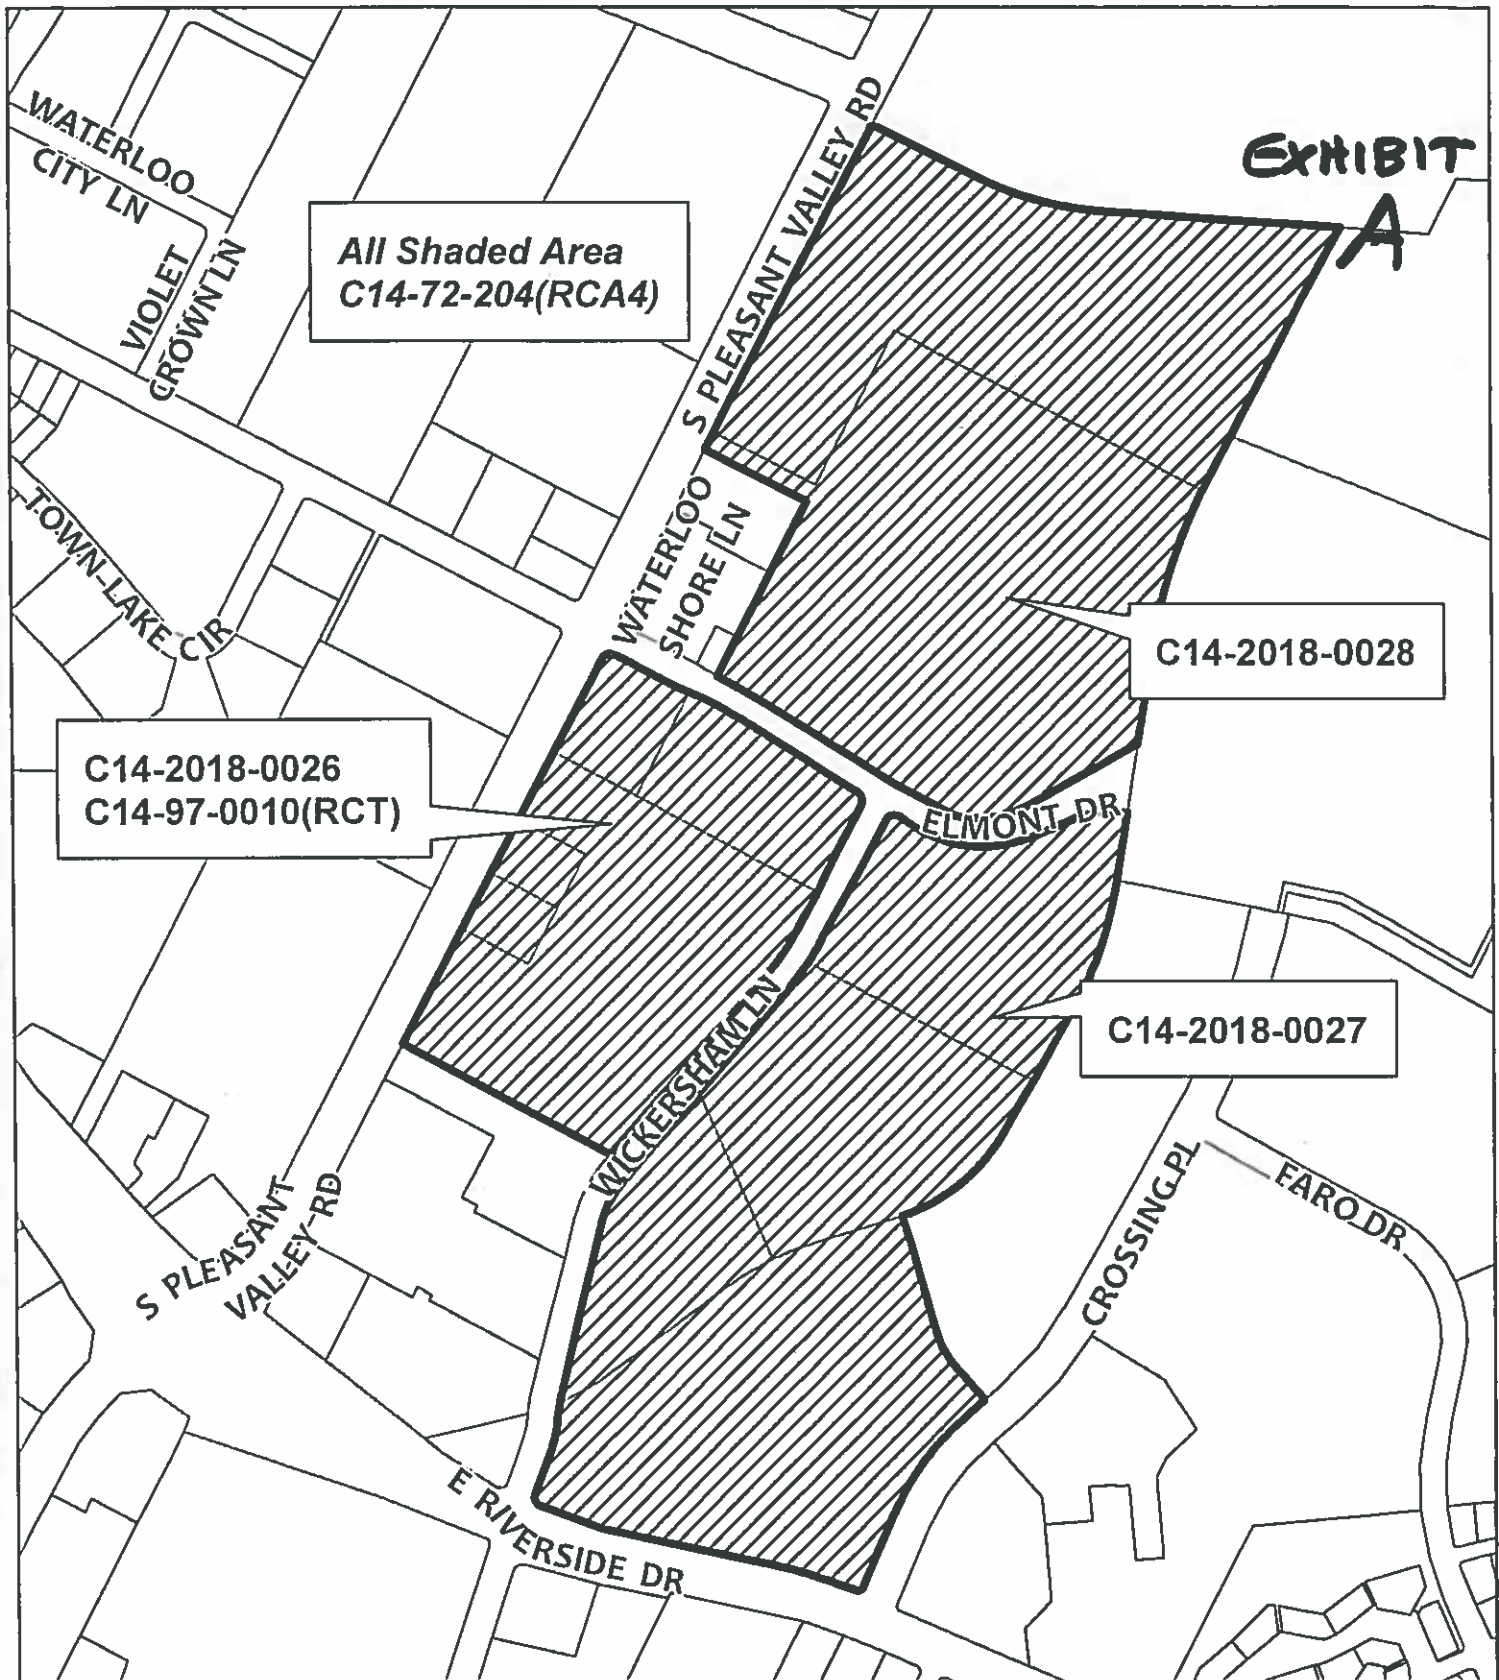 S PLEASANT VALLEY RD
EXHIBIT
A
WATERLOO
CITY LN
VIOLET
CROWN LN
All Shaded Area
C14-72-204(RCA4)
WATERLOO
SHORE LN
TOWN LAKE CIR
C14-2018-0028
C14-2018-0026
C14-97-0010(RCT)
ELMONT DR
WICKERSHAM LN
C14-2018-0027
CROSSING PL
FARO DR
S PLEASANT
VALLEY RD
E RIVERSIDE DR